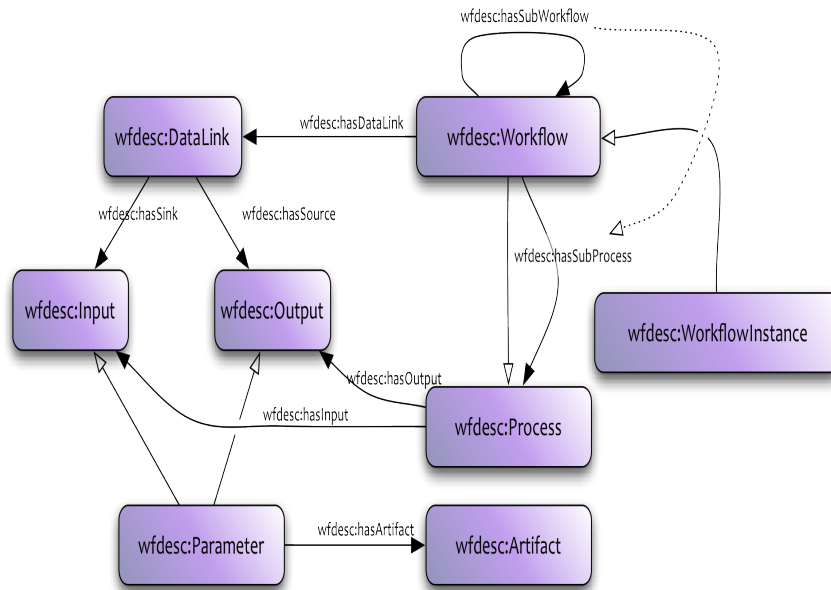 wfdesc:hasSubWorkflow
wfdesc:DataLink
wfdesc:hasDataLink
wfdesc:Workflow
wfdesc:hasSink
wfdesc:hasSource
wfdesc:hasSubProcess
wfdesc:Input
wfdesc:Output
wfdesc:WorkflowInstance
wfdesc:hasOutput
wfdesc:hasInput
wfdesc:Process
wfdesc:Parameter
wfdesc:hasArtifact
wfdesc:Artifact